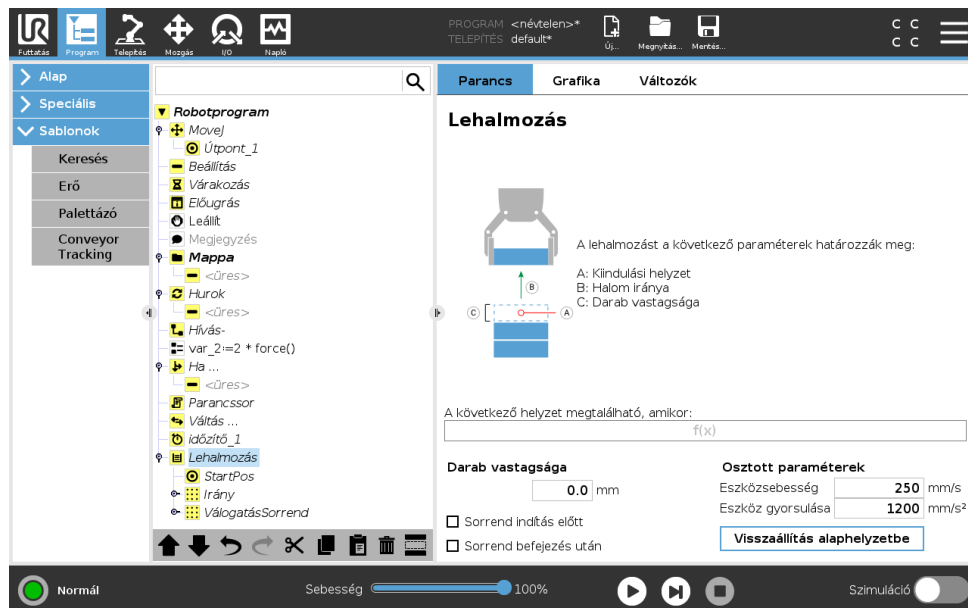 UR
Futtatás
Program
Telepítés
Mozgás
I/O
Napló
PROGRAM <névtelen>*
TELEPÍTÉS default*
Új...
Megnyitás...
Mentés...
C C
C C
Alap
Speciális
Sablonok
Keresés
Erő
Palettázó
Conveyor
Tracking
Robotprogram
MoveJ
Útpont_1
Beállítás
Várakozás
Előugrás
Leállít
Megjegyzés
Mappa
<üres>
Hurok
<üres>
Hívás-
var_2≔2 * force()
Ha ...
<üres>
Parancssor
Váltás ...
időzítő_1
Lehalmozás
StartPos
Irány
VálogatásSorrend
Parancs
Grafika
Változók
Lehalmozás
B
C
A
A lehalmozást a következő paraméterek határozzák meg:
A: Kiindulási helyzet
B: Halom iránya
C: Darab vastagsága
A következő helyzet megtalálható, amikor:
f(x)
Darab vastagsága
0.0 mm
Sorrend indítás előtt
Sorrend befejezés után
Osztott paraméterek
Eszközsebesség 250 mm/s
Eszköz gyorsulása 1200 mm/s²
Visszaállítás alaphelyzetbe
Normál
Sebesség 100%
Szimuláció